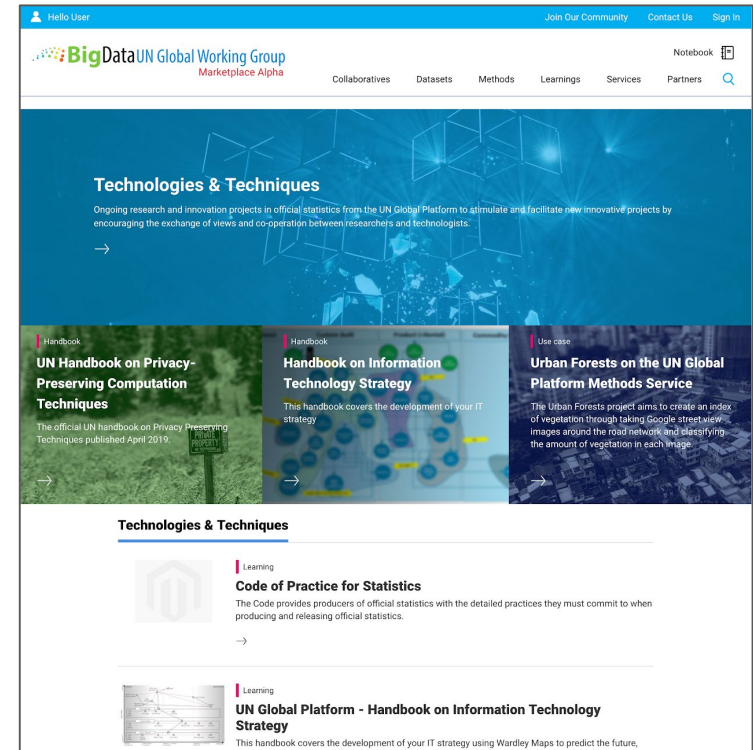 Hello User
Join Our Community Contact Us Sign In
BigData UN Global Working Group
Marketplace Alpha
Notebook
Collaboratives Datasets Methods Learnings Services Partners
Technologies & Techniques
Ongoing research and innovation projects in official statistics from the UN Global Platform to stimulate and facilitate new innovative projects by
encouraging the exchange of views and co-operation between researchers and technologists.
Handbook
UN Handbook on Privacy-
Preserving Computation
Techniques
The official UN handbook on Privacy Preserving
Techniques published April 2019.
PRIVATE
PROPERTY
Handbook
Handbook on Information
Technology Strategy
This handbook covers the development of your IT
strategy
Use case
Urban Forests on the UN Global
Platform Methods Service
The Urban Forests project aims to create an index
of vegetation through taking Google street view
images around the road network and classifying
the amount of vegetation in each image.
Technologies & Techniques
Learning
Code of Practice for Statistics
The Code provides producers of official statistics with the detailed practices they must commit to when
producing and releasing official statistics.
Learning
UN Global Platform - Handbook on Information Technology
Strategy
This handbook covers the development of your IT strategy using Wardley Maps to predict the future,